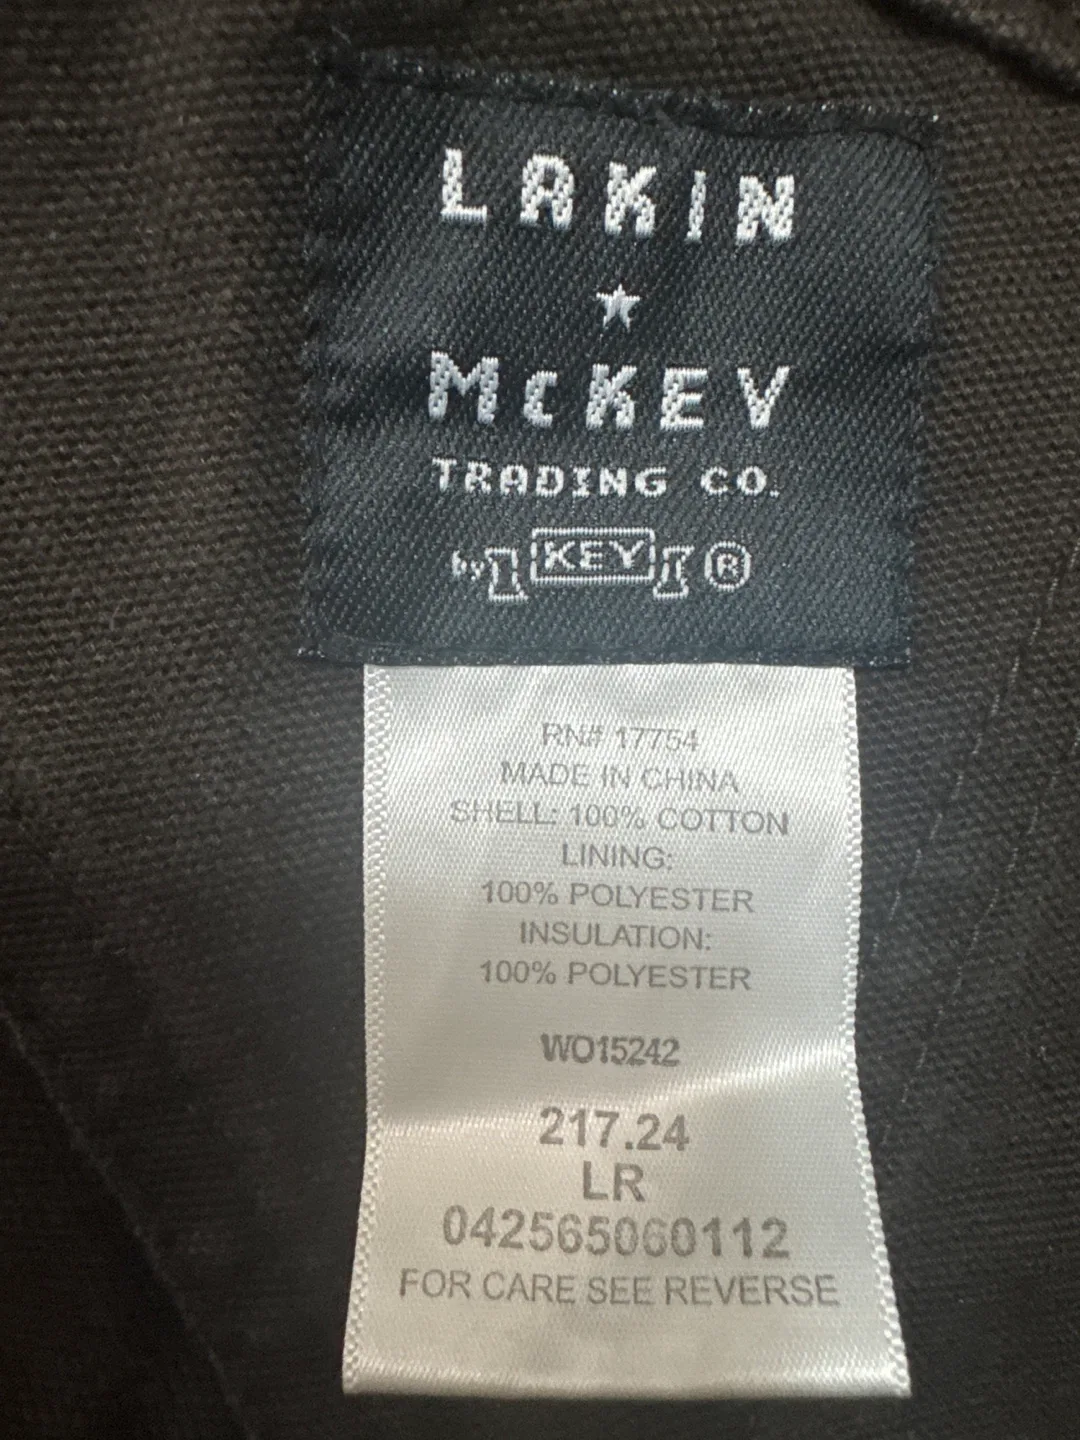 LAKIN
McKEY
TRADING CO.
by KEY ®
RN# 17754
MADE IN CHINA
SHELL: 100% COTTON
LINING:
100% POLYESTER
INSULATION:
100% POLYESTER
WO15242
217.24
LR
042565060112
FOR CARE SEE REVERSE